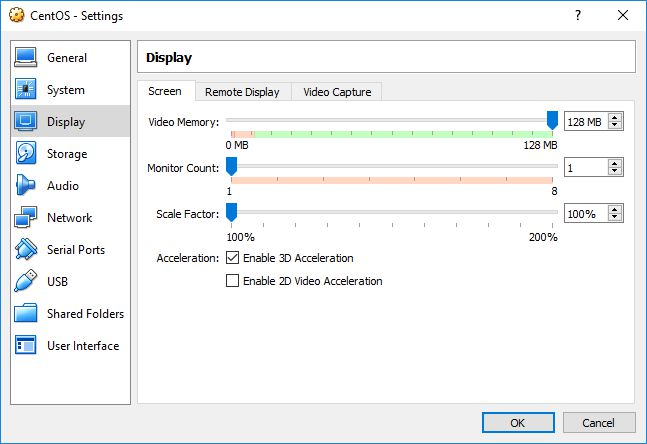 CentOS - Settings
?
General
System
Display
Storage
Audio
Network
Serial Ports
USB
Shared Folders
User Interface
Display
Screen Remote Display Video Capture
Video Memory: 128 MB
0 MB 128 MB
Monitor Count: 1
1 8
Scale Factor: 100%
100% 200%
Acceleration: Enable 3D Acceleration
Enable 2D Video Acceleration
OK Cancel